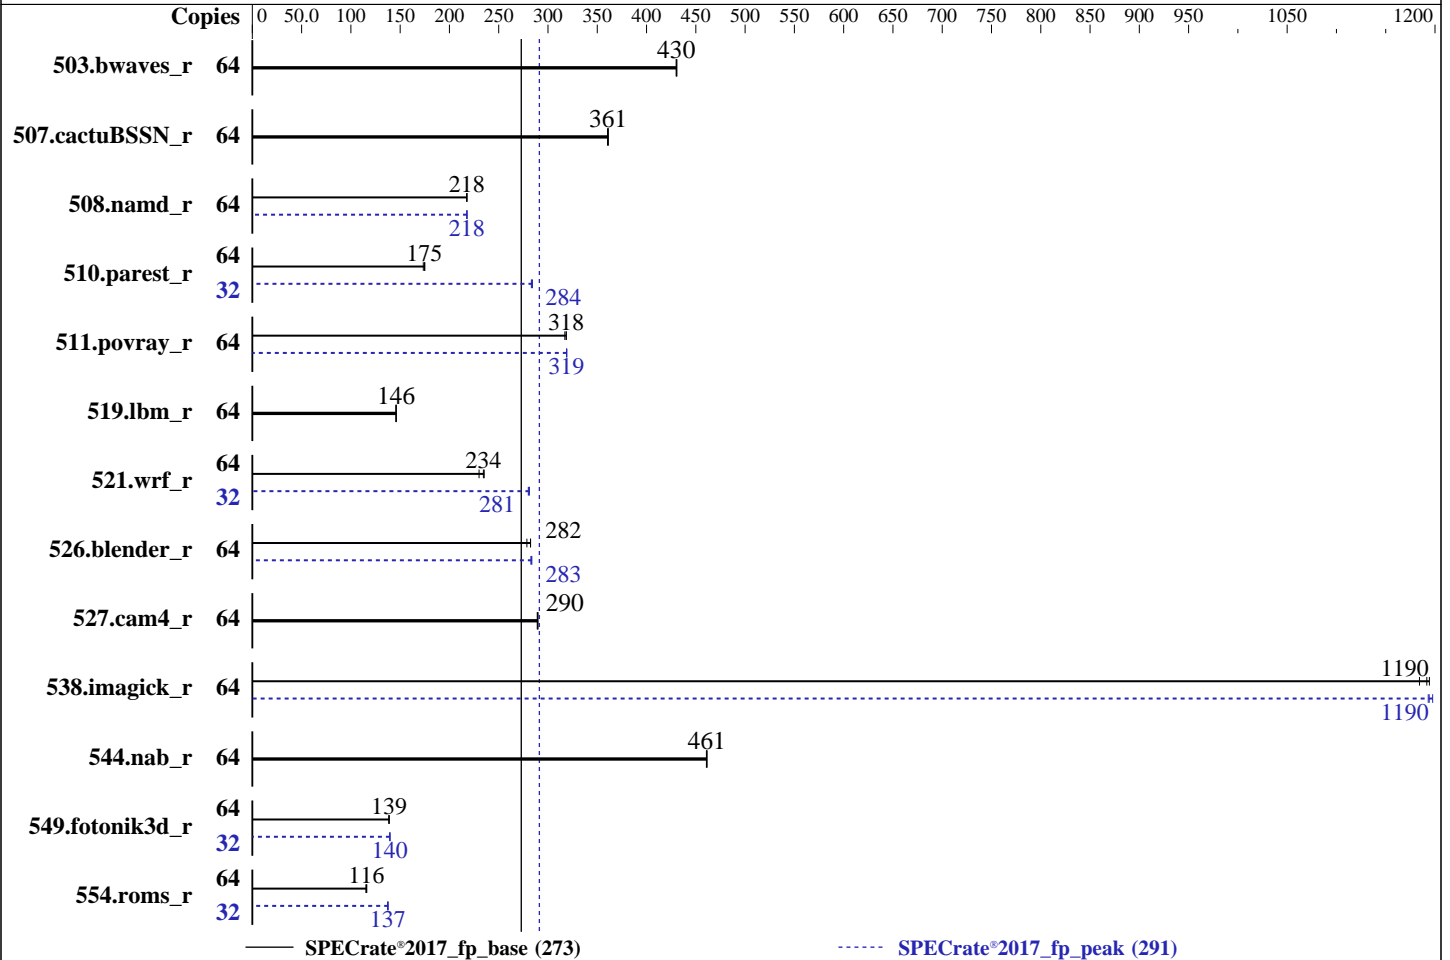 Copies 0 50.0 100 150 200 250 300 350 400 450 500 550 600 650 700 750 800 850 900 950 1050 1200
503.bwaves_r 64 430
507.cactuBSSN_r 64 361
508.namd_r 64 218
218
510.parest_r 64 175
32 284
511.povray_r 64 318
319
519.lbm_r 64 146
521.wrf_r 64 234
32 281
526.blender_r 64 282
283
527.cam4_r 64 290
538.imagick_r 64 1190
1190
544.nab_r 64 461
549.fotonik3d_r 64 139
32 140
554.roms_r 64 116
32 137
SPECrate®2017_fp_base (273) SPECrate®2017_fp_peak (291)